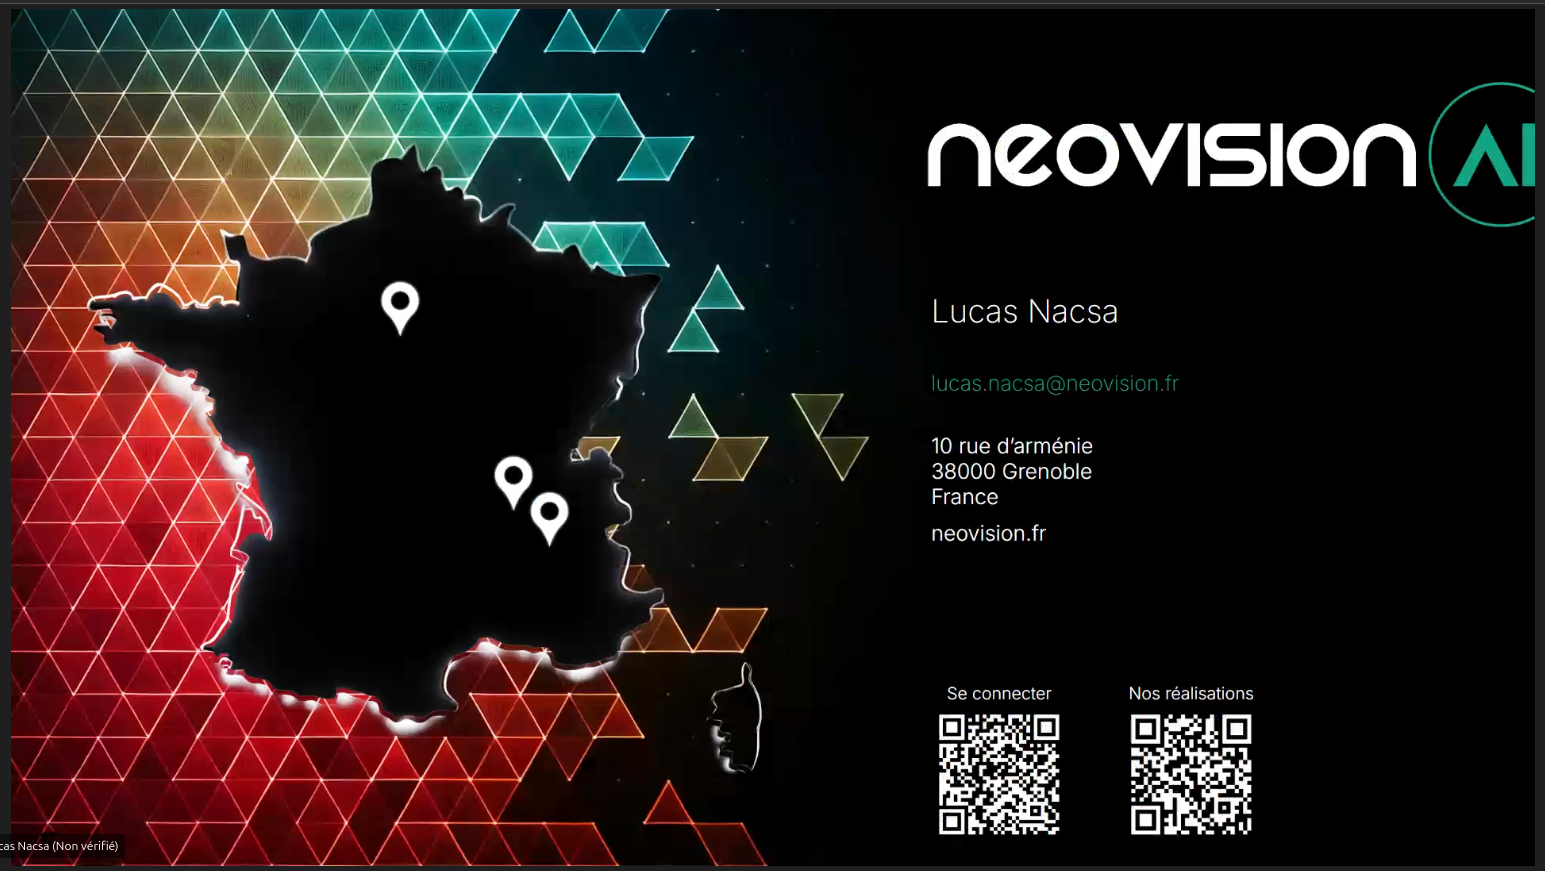 neovision AI
Lucas Nacsa
lucas.nacsa@neovision.fr
10 rue d’arménie
38000 Grenoble
France
neovision.fr
Se connecter
Nos réalisations
cas Nacsa (Non vérifié)